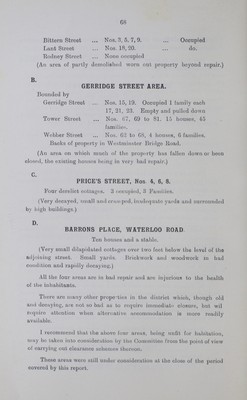 68
Bittern Street ... Nos. 3, 5, 7, 9. ... Occupied
Lant Street ... Nos. 18, 20. ... do.
Rodney Street ... None occupied
(An area of partly demolished worn out property beyond repair.)
B.
GERRIDGE STREET AREA.
Bounded by
Gerridge Street ... Nos. 15, 19. Occupied 1 family each
17, 21, 23. Empty and pulled down
Tower Street ... Nos. 67, 69 to 81. 15 houses, 45
families.
Webber Street ... Nos. 62 to 68, 4 houses, 6 families.
Backs of property in Westminster Bridge Road.
(An area on which much of the property has fallen down or been
closed, the existing houses being in very bad repair.)
C.
PRICE'S STREET, Nos 4, 6, 8.
Four derelict cottages. 3 occupied, 3 Families.
(Very decayed, small and cramped, inadequate yards and surrounded
by high buildings.)
D.
BARRONS PLACE, WATERLOO ROAD.
Ten houses and a stable.
(Very small dilapidated cottages over two feet below the level of the
adjoining street. Small yards. Brickwork and woodwork in bad
condition and rapidly decaying.)
All the four areas are in bad repair and are injurious to the health
of the inhabitants.
There are many other properties in the district which, though old
and decaying, are not so bad as to require immediate closure, but will
require attention when alternative accommodation is more readily
available.
I recommend that the above four areas, being unfit for habitation,
may be taken into consideration by the Committee from the point of view
of carrying out clearance schemes thereon.
These areas were still under consideration at the close of the period
covered by this report.